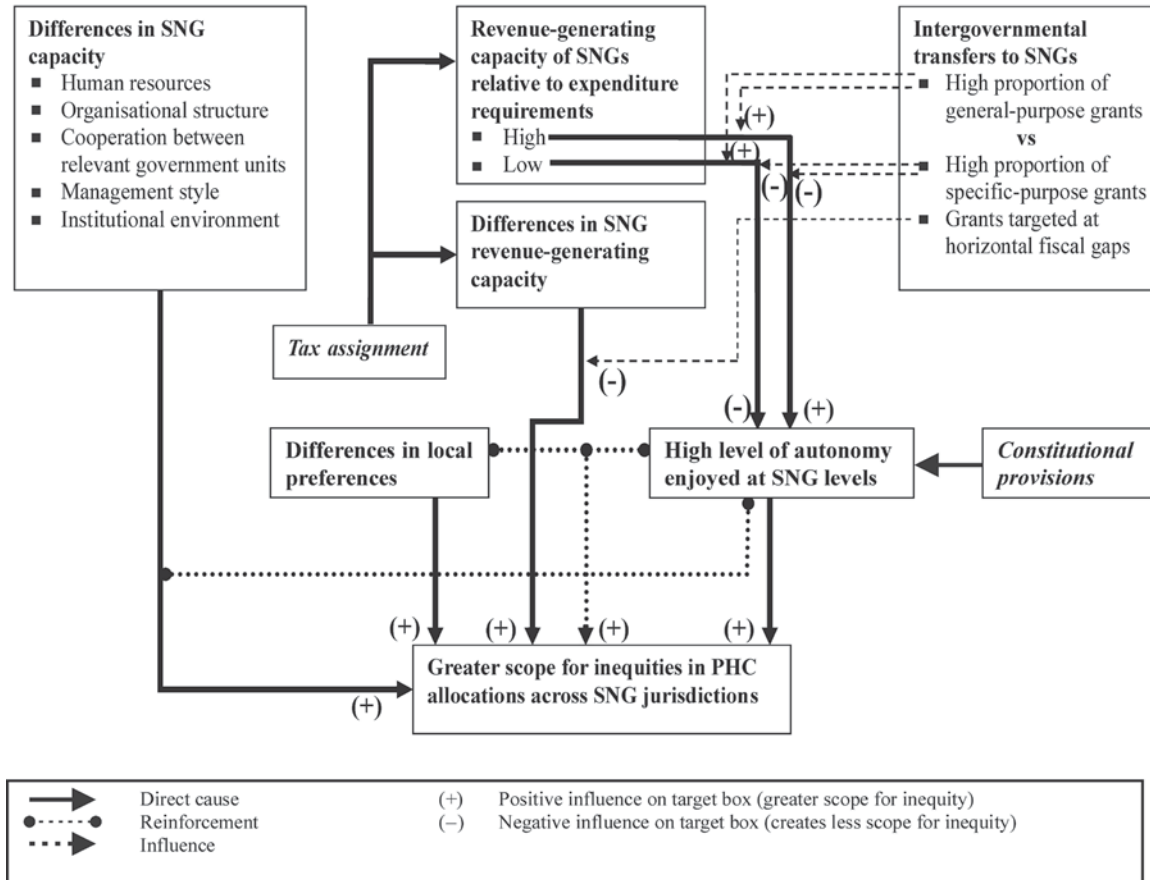 Differences in SNG
capacity
▪ Human resources
▪ Organisational structure
▪ Cooperation between
relevant government units
▪ Management style
▪ Institutional environment
Revenue-generating
capacity of SNGs
relative to expenditure
requirements
▪ High
▪ Low
Intergovernmental
transfers to SNGs
▪ High proportion of
general-purpose grants
vs
▪ High proportion of
specific-purpose grants
▪ Grants targeted at
horizontal fiscal gaps
(+)
(+)
(-)
(-)
Differences in SNG
revenue-generating
capacity
Tax assignment
(-)
(-)
(+)
Differences in local
preferences
High level of autonomy
enjoyed at SNG levels
Constitutional
provisions
(+)
(+)
(+)
(+)
Greater scope for inequities in PHC
allocations across SNG jurisdictions
(+)
Direct cause
(+) Positive influence on target box (greater scope for inequity)
Reinforcement
(–) Negative influence on target box (creates less scope for inequity)
Influence